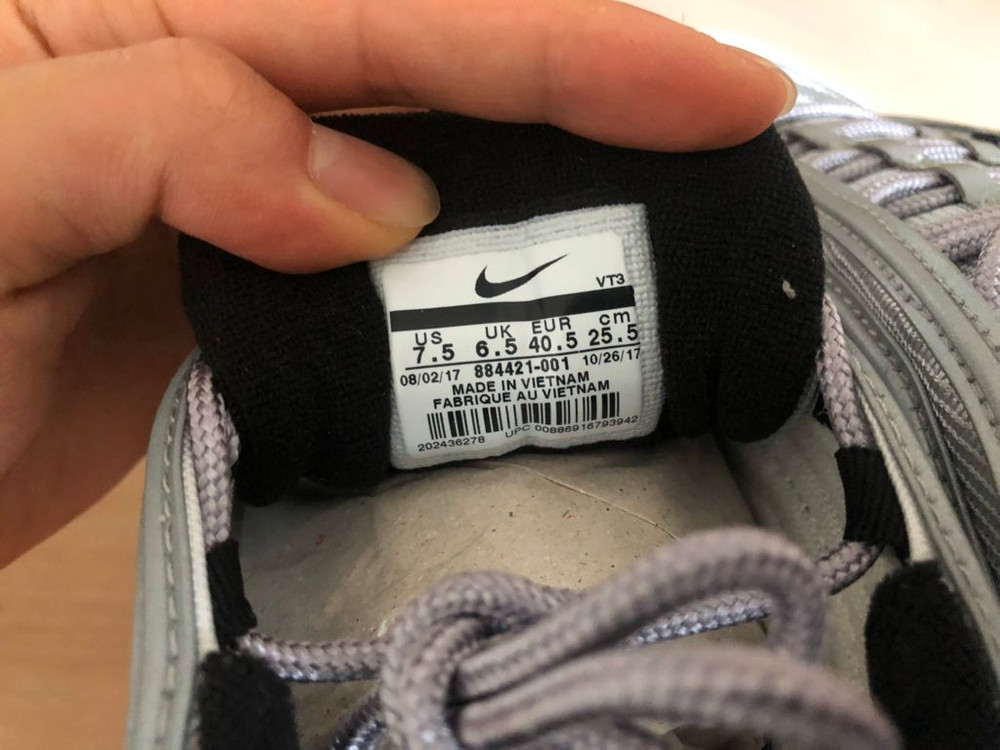 VT3
US UK EUR cm
7.5 6.5 40.5 25.5
08/02/17 884421-001 10/26/17
MADE IN VIETNAM
FABRIQUE AU VIETNAM
202436278 UPC 00886916793942